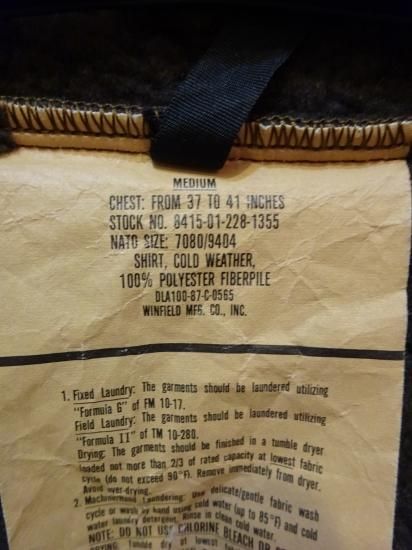 MEDIUM
CHEST: FROM 37 TO 41 INCHES
STOCK NO. 8415-01-228-1355
NATO SIZE: 7080/9404
SHIRT, COLD WEATHER,
100% POLYESTER FIBERPILE
DLA100-87-C-0565
WINFIELD MFG. CO., INC.
1. Fixed Laundry: The garments should be laundered utilizing
"Formula G" of FM 10-17.
Field Laundry: The garments should be laundered utilizing
"Formula II" of TM 10-280.
Drying: The garments should be finished in a tumble dryer
loaded not more than 2/3 of rated capacity at lowest fabric
cycle (do not exceed 90°F). Remove immediately from dryer.
Avoid over-drying.
2. Machine/Hand Laundering: Use delicate/gentle fabric wash
cycle or wash by hand using cold water (up to 85°F) and cold
water laundry detergent. Rinse in clean cold water.
NOTE: DO NOT USE CHLORINE BLEACH OR
DRYING: Tumble dry at lowest